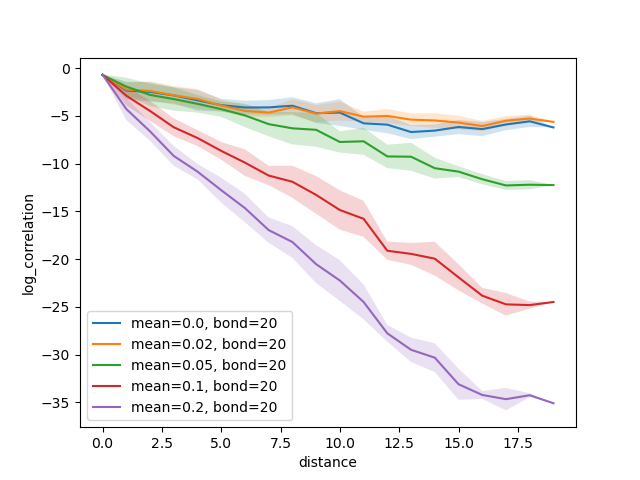 0
−5
−10
−15
−20
−25
−30
−35
log_correlation
mean=0.0, bond=20
mean=0.02, bond=20
mean=0.05, bond=20
mean=0.1, bond=20
mean=0.2, bond=20
0.0 2.5 5.0 7.5 10.0 12.5 15.0 17.5
distance